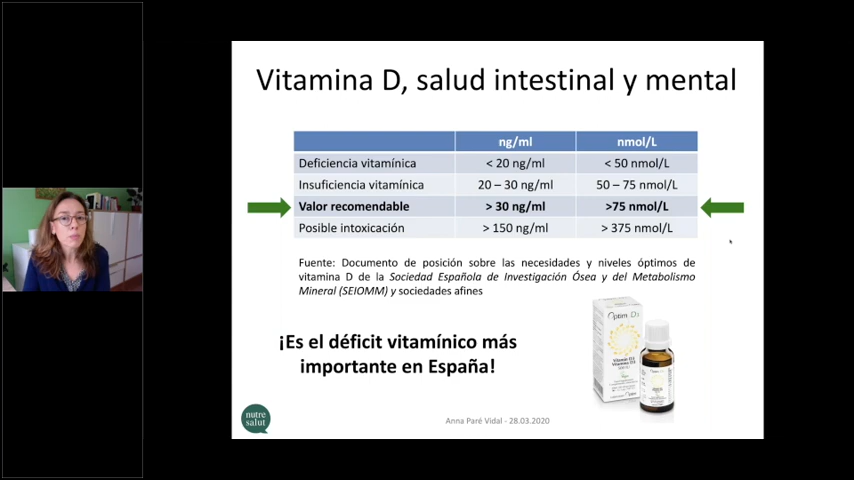 Vitamina D, salud intestinal y mental
ng/ml nmol/L
Deficiencia vitamínica < 20 ng/ml < 50 nmol/L
Insuficiencia vitamínica 20 – 30 ng/ml 50 – 75 nmol/L
Valor recomendable > 30 ng/ml >75 nmol/L
Posible intoxicación > 150 ng/ml > 375 nmol/L
Fuente: Documento de posición sobre las necesidades y niveles óptimos de
vitamina D de la Sociedad Española de Investigación Ósea y del Metabolismo
Mineral (SEIOMM) y sociedades afines
¡Es el déficit vitamínico más
importante en España!
Optim D3
nutre
salut
Anna Paré Vidal - 28.03.2020